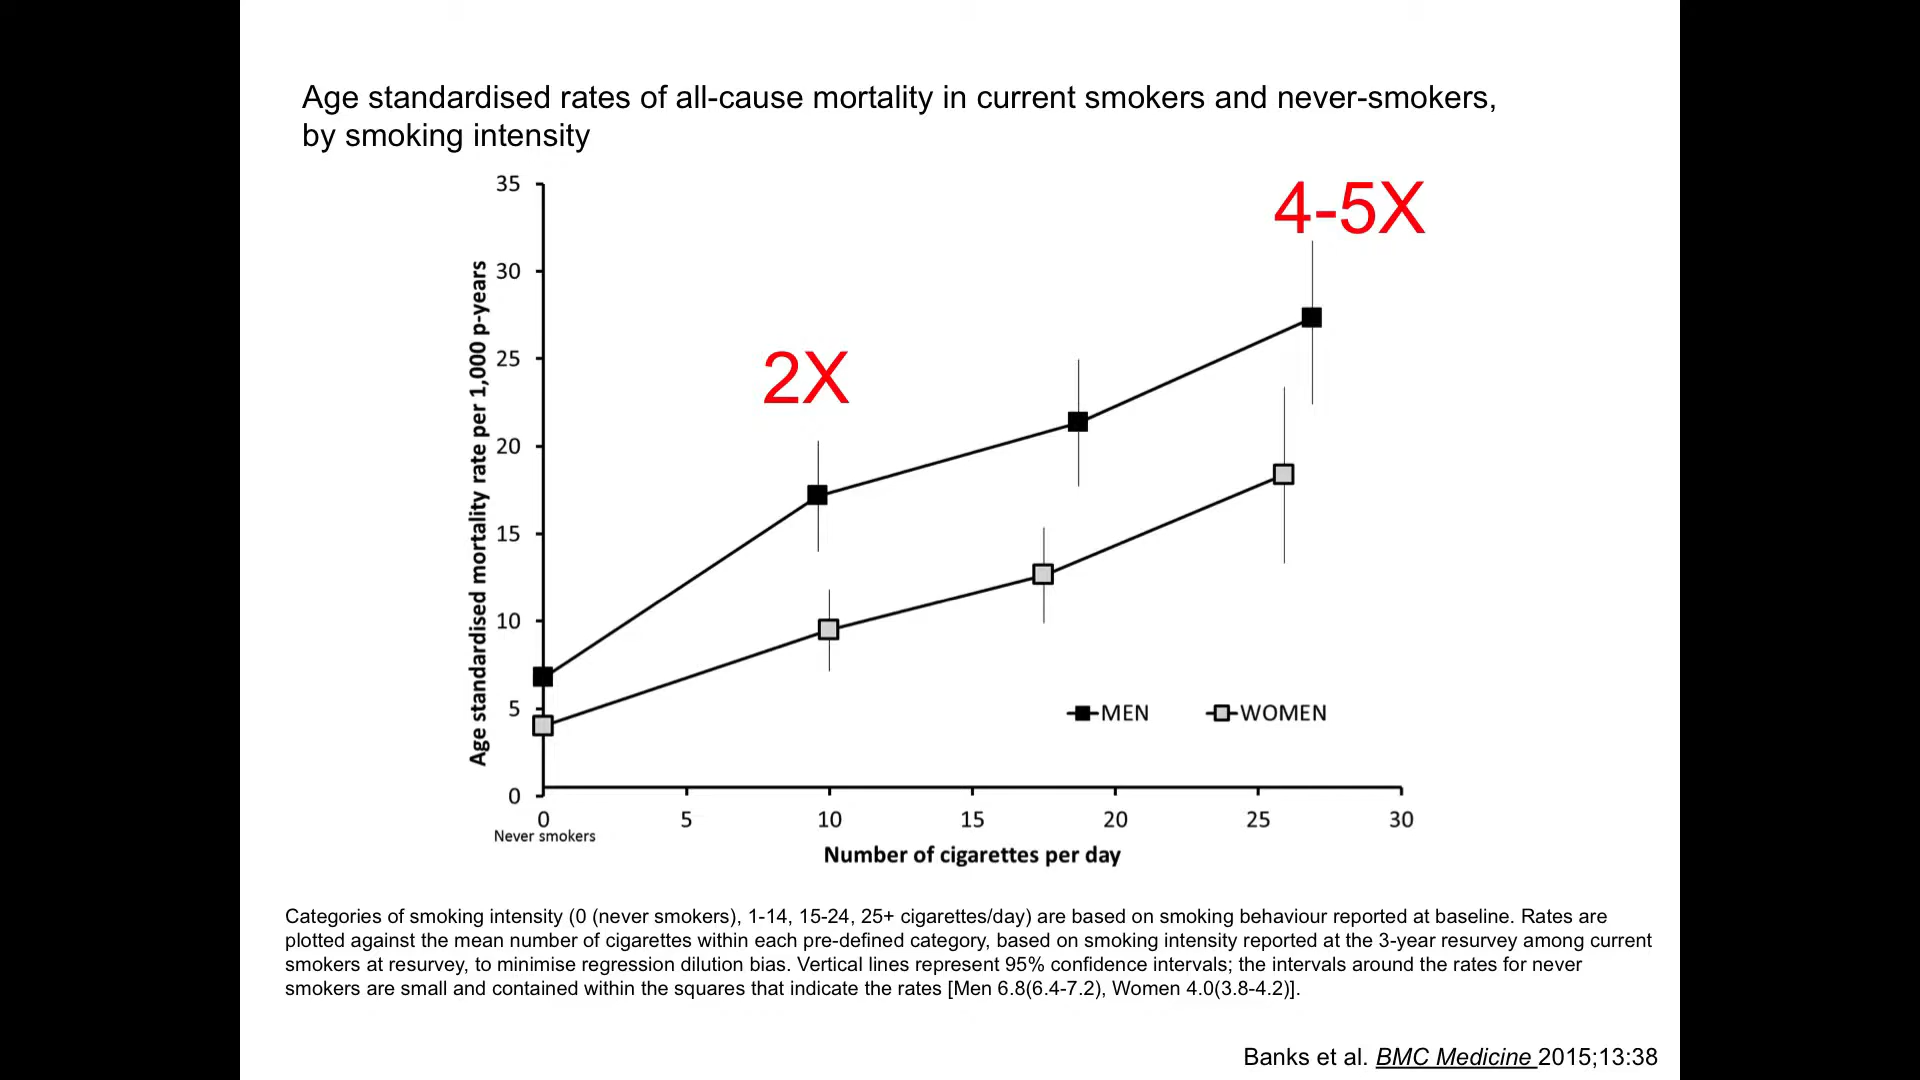 Age standardised rates of all-cause mortality in current smokers and never-smokers,
by smoking intensity
35
30
25
20
15
10
5
0
Age standardised mortality rate per 1,000 p-years
2X
4-5X
MEN
WOMEN
0
5
10
15
20
25
30
Never smokers
Number of cigarettes per day
Categories of smoking intensity (0 (never smokers), 1-14, 15-24, 25+ cigarettes/day) are based on smoking behaviour reported at baseline. Rates are
plotted against the mean number of cigarettes within each pre-defined category, based on smoking intensity reported at the 3-year resurvey among current
smokers at resurvey, to minimise regression dilution bias. Vertical lines represent 95% confidence intervals; the intervals around the rates for never
smokers are small and contained within the squares that indicate the rates [Men 6.8(6.4-7.2), Women 4.0(3.8-4.2)].
Banks et al. BMC Medicine 2015;13:38